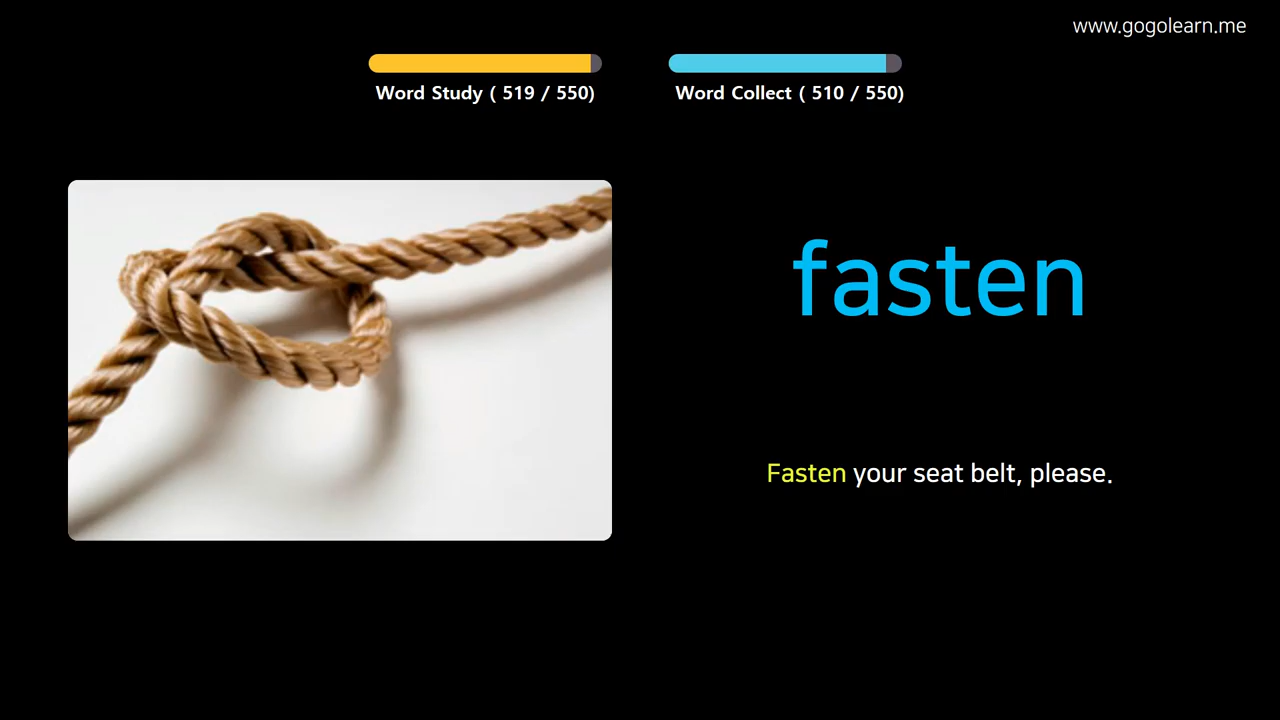 www.gogolearn.me
Word Study ( 519 / 550)
Word Collect ( 510 / 550)
fasten
Fasten your seat belt, please.